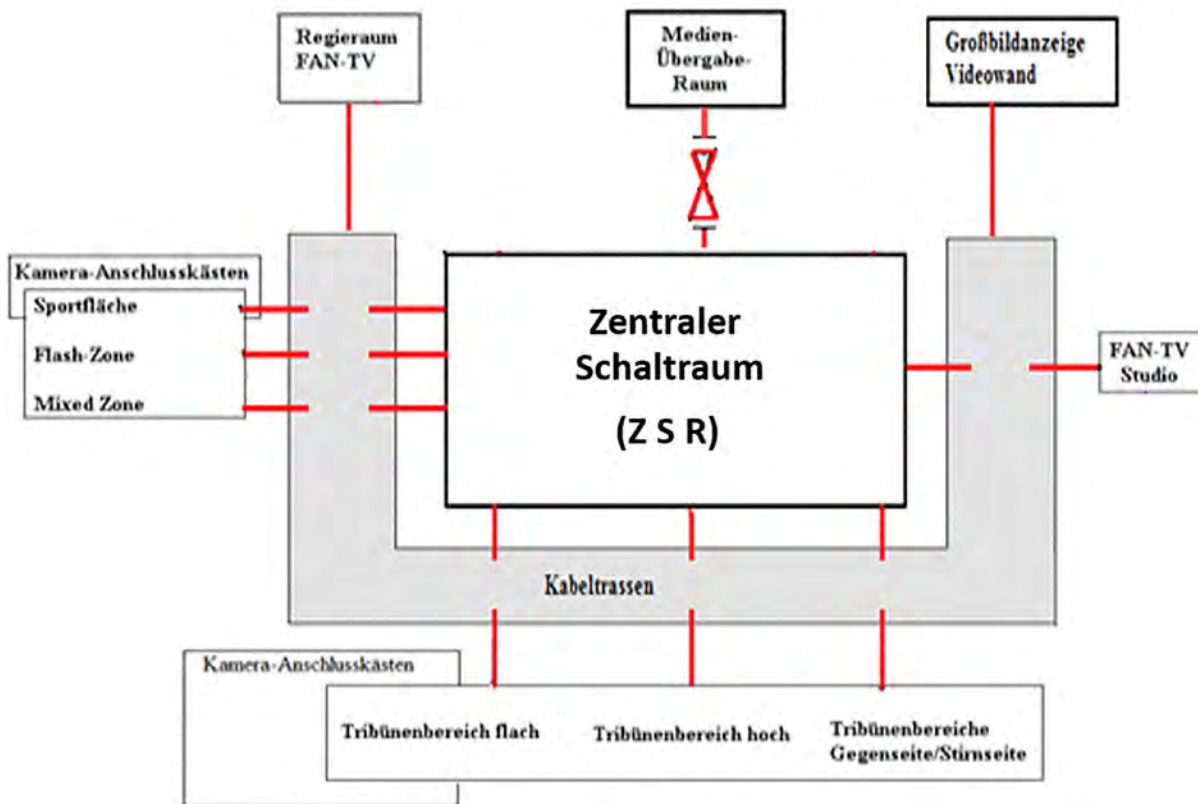 Regieraum
FAN-TV
Medien-
Übergabe-
Raum
Großbildanzeige
Videowand
Kamera-Anschlusskästen
Sportfläche
Flash-Zone
Mixed Zone
Zentraler
Schaltraum
(Z S R)
FAN-TV
Studio
Kabeltrassen
Kamera-Anschlusskästen
Tribünenbereich flach
Tribünenbereich hoch
Tribünenbereiche
Gegenseite/Stirnseite